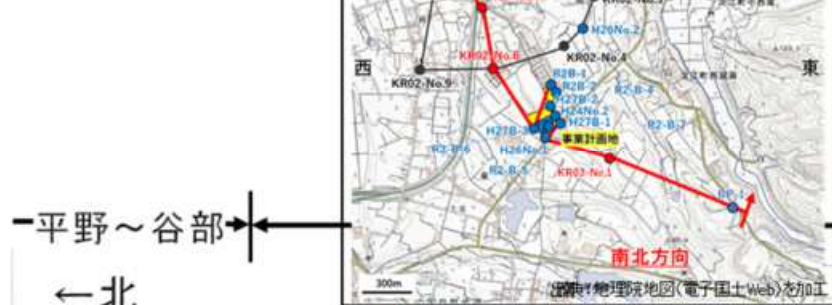 H26No.2
KR02-No.8
KR02-No.4
西
東
KR02-No.9
R2B-1
R2B-2
R2-B-4
H27B-2
H24No.2
H27B-1
R2-B-7
H27B-3
事業計画地
R2-B-6
H26No.1
KR03-No.1
R2-B-5
BP-1
平野～谷部
南北方向
300m
←北
地理院地図(電子国土Web)を加工